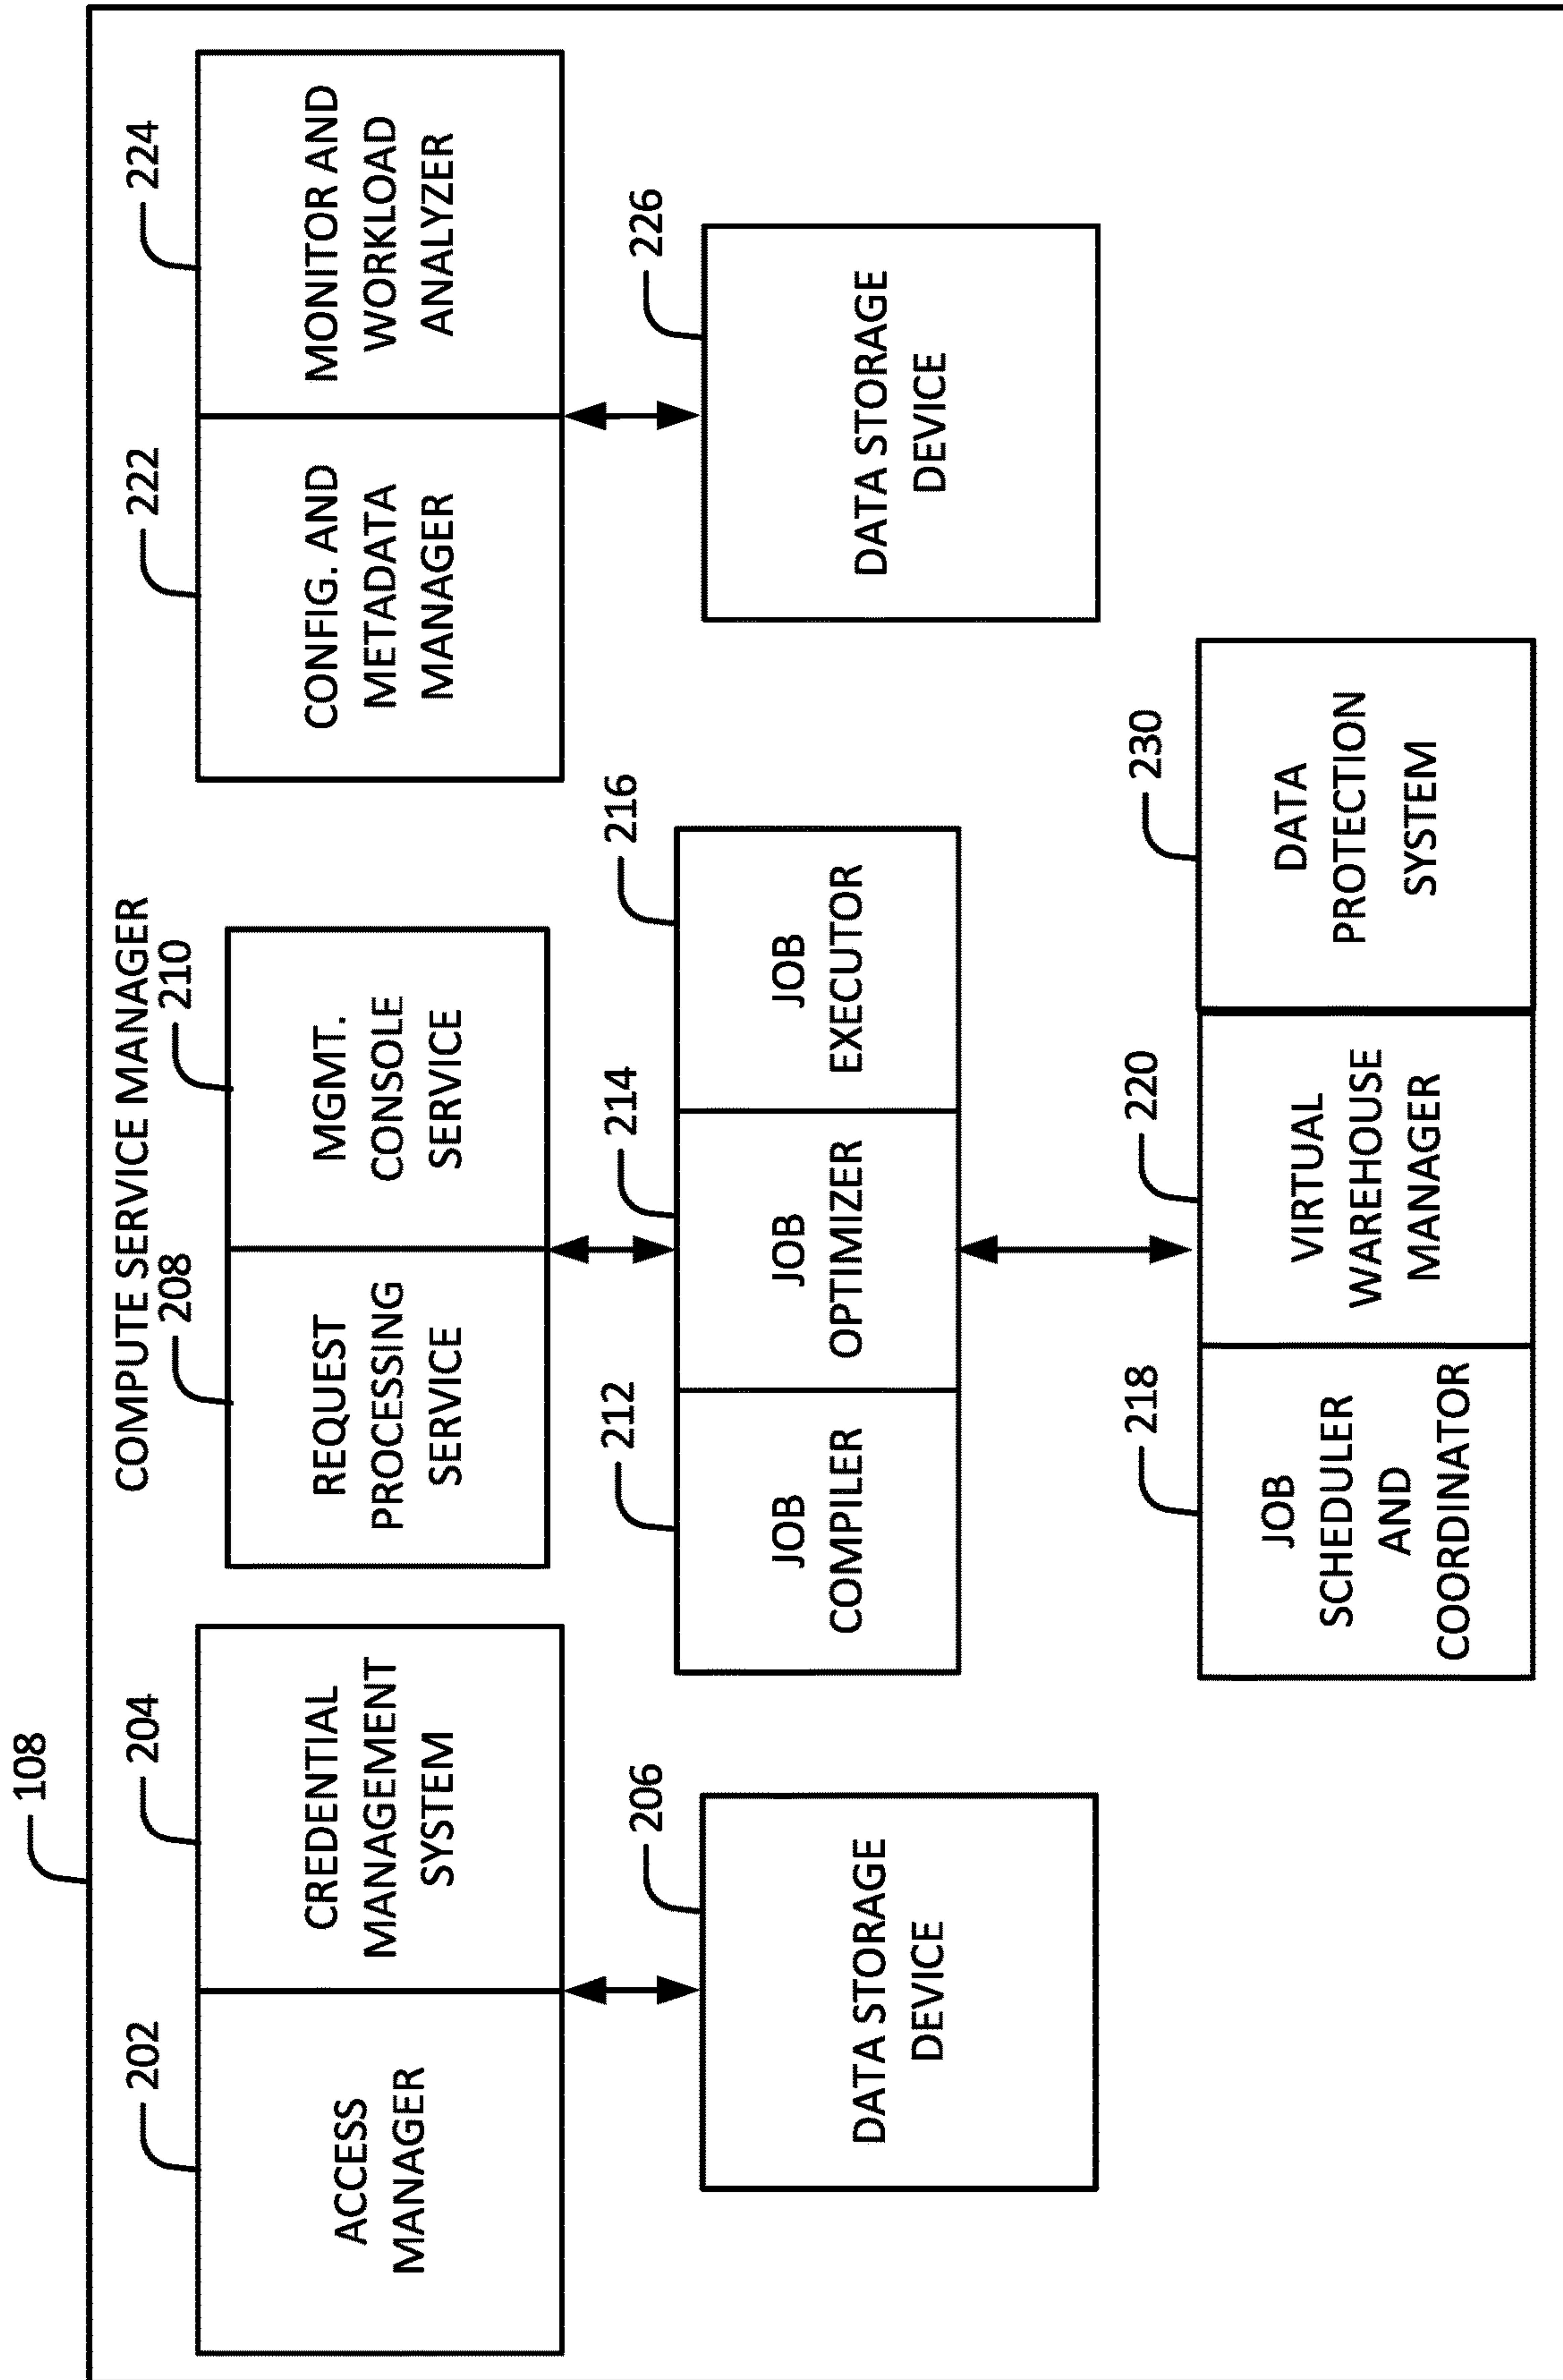 108
COMPUTE SERVICE MANAGER
202
204
ACCESS
MANAGER
CREDENTIAL
MANAGEMENT
SYSTEM
206
DATA STORAGE
DEVICE
208
210
REQUEST
PROCESSING
SERVICE
MGMT.
CONSOLE
SERVICE
212
214
216
JOB
COMPILER
JOB
OPTIMIZER
JOB
EXECUTOR
218
220
230
JOB
SCHEDULER
AND
COORDINATOR
VIRTUAL
WAREHOUSE
MANAGER
DATA
PROTECTION
SYSTEM
222
224
CONFIG. AND
METADATA
MANAGER
MONITOR AND
WORKLOAD
ANALYZER
226
DATA STORAGE
DEVICE